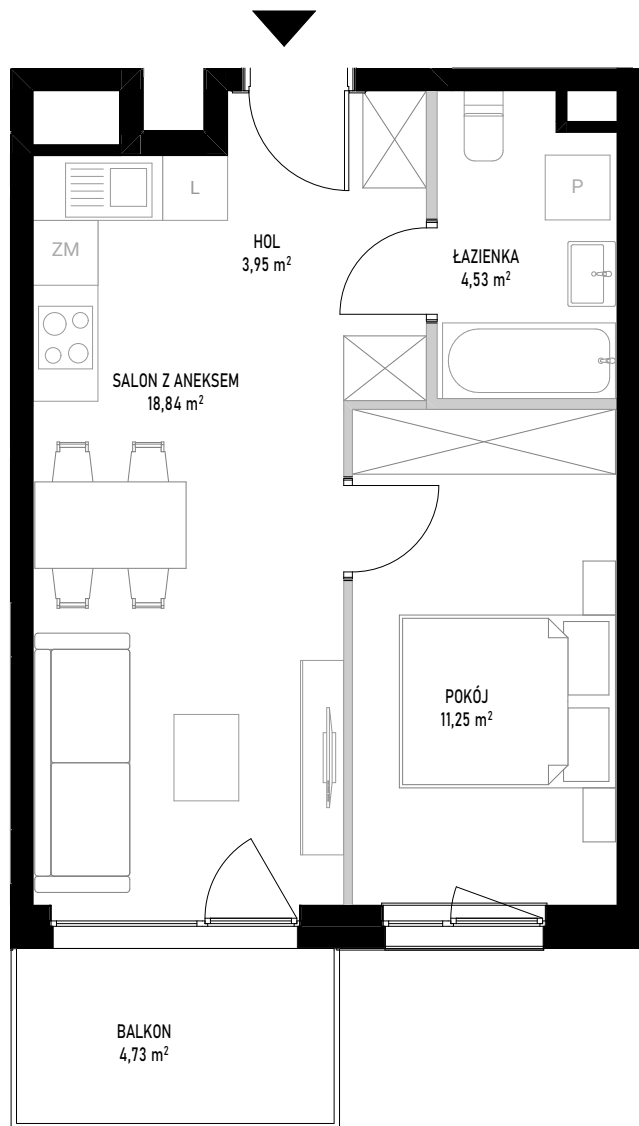 L
P
ZM
HOL
3,95 m²
ŁAZIENKA
4,53 m²
SALON Z ANEKSEM
18,84 m²
POKÓJ
11,25 m²
BALKON
4,73 m²